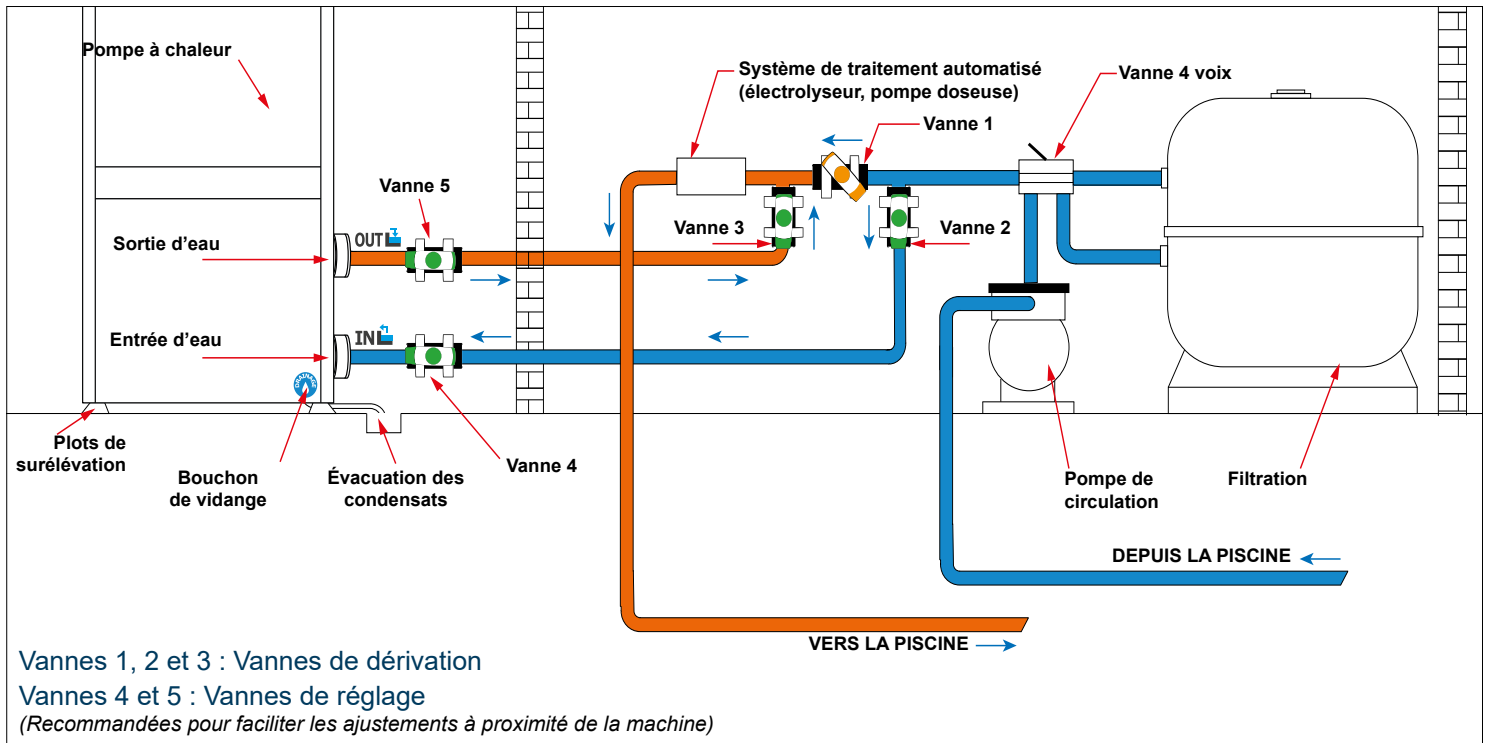 Pompe à chaleur
Système de traitement automatisé
(électrolyseur, pompe doseuse)
Vanne 4 voix
Vanne 1
Vanne 5
Vanne 3
Vanne 2
Sortie d'eau
OUT
Entrée d'eau
IN
DRAINAGE
Plots de
surélévation
Bouchon
de vidange
Évacuation des
condensats
Vanne 4
Pompe de
circulation
Filtration
DEPUIS LA PISCINE
VERS LA PISCINE
Vannes 1, 2 et 3 : Vannes de dérivation
Vannes 4 et 5 : Vannes de réglage
(Recommandées pour faciliter les ajustements à proximité de la machine)